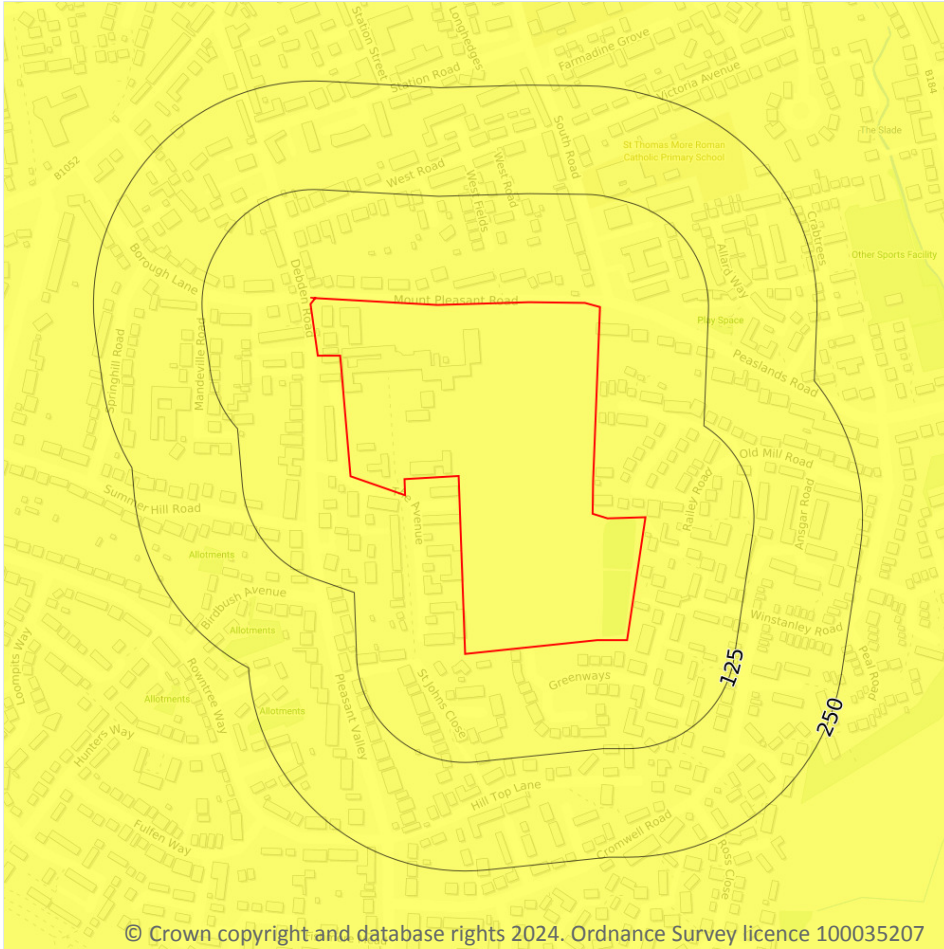 Station Street
Longhedges
Farmadine Grove
Station Road
Victoria Avenue
B184
South Road
The Slade
St Thomas More Roman
Catholic Primary School
B1052
West Road
West Road
West Fields
Crabtrees
Borough Lane
Allard Way
Other Sports Facility
Debden Road
Mount Pleasant Road
Play Space
Springhill Road
Mandeville Road
Peaslands Road
Old Mill Road
Summer Hill Road
The Avenue
Railey Road
Ansgar Road
Allotments
Birdbush Avenue
Allotments
Winstanley Road
Loompits Way
125
Peal Road
Rowntree Way
Greenways
Allotments
Pleasant Valley
St Johns Close
Allotments
250
Hunters Way
Hill Top Lane
Fulfen Way
Cromwell Road
Ross Close
© Crown copyright and database rights 2024. Ordnance Survey licence 100035207